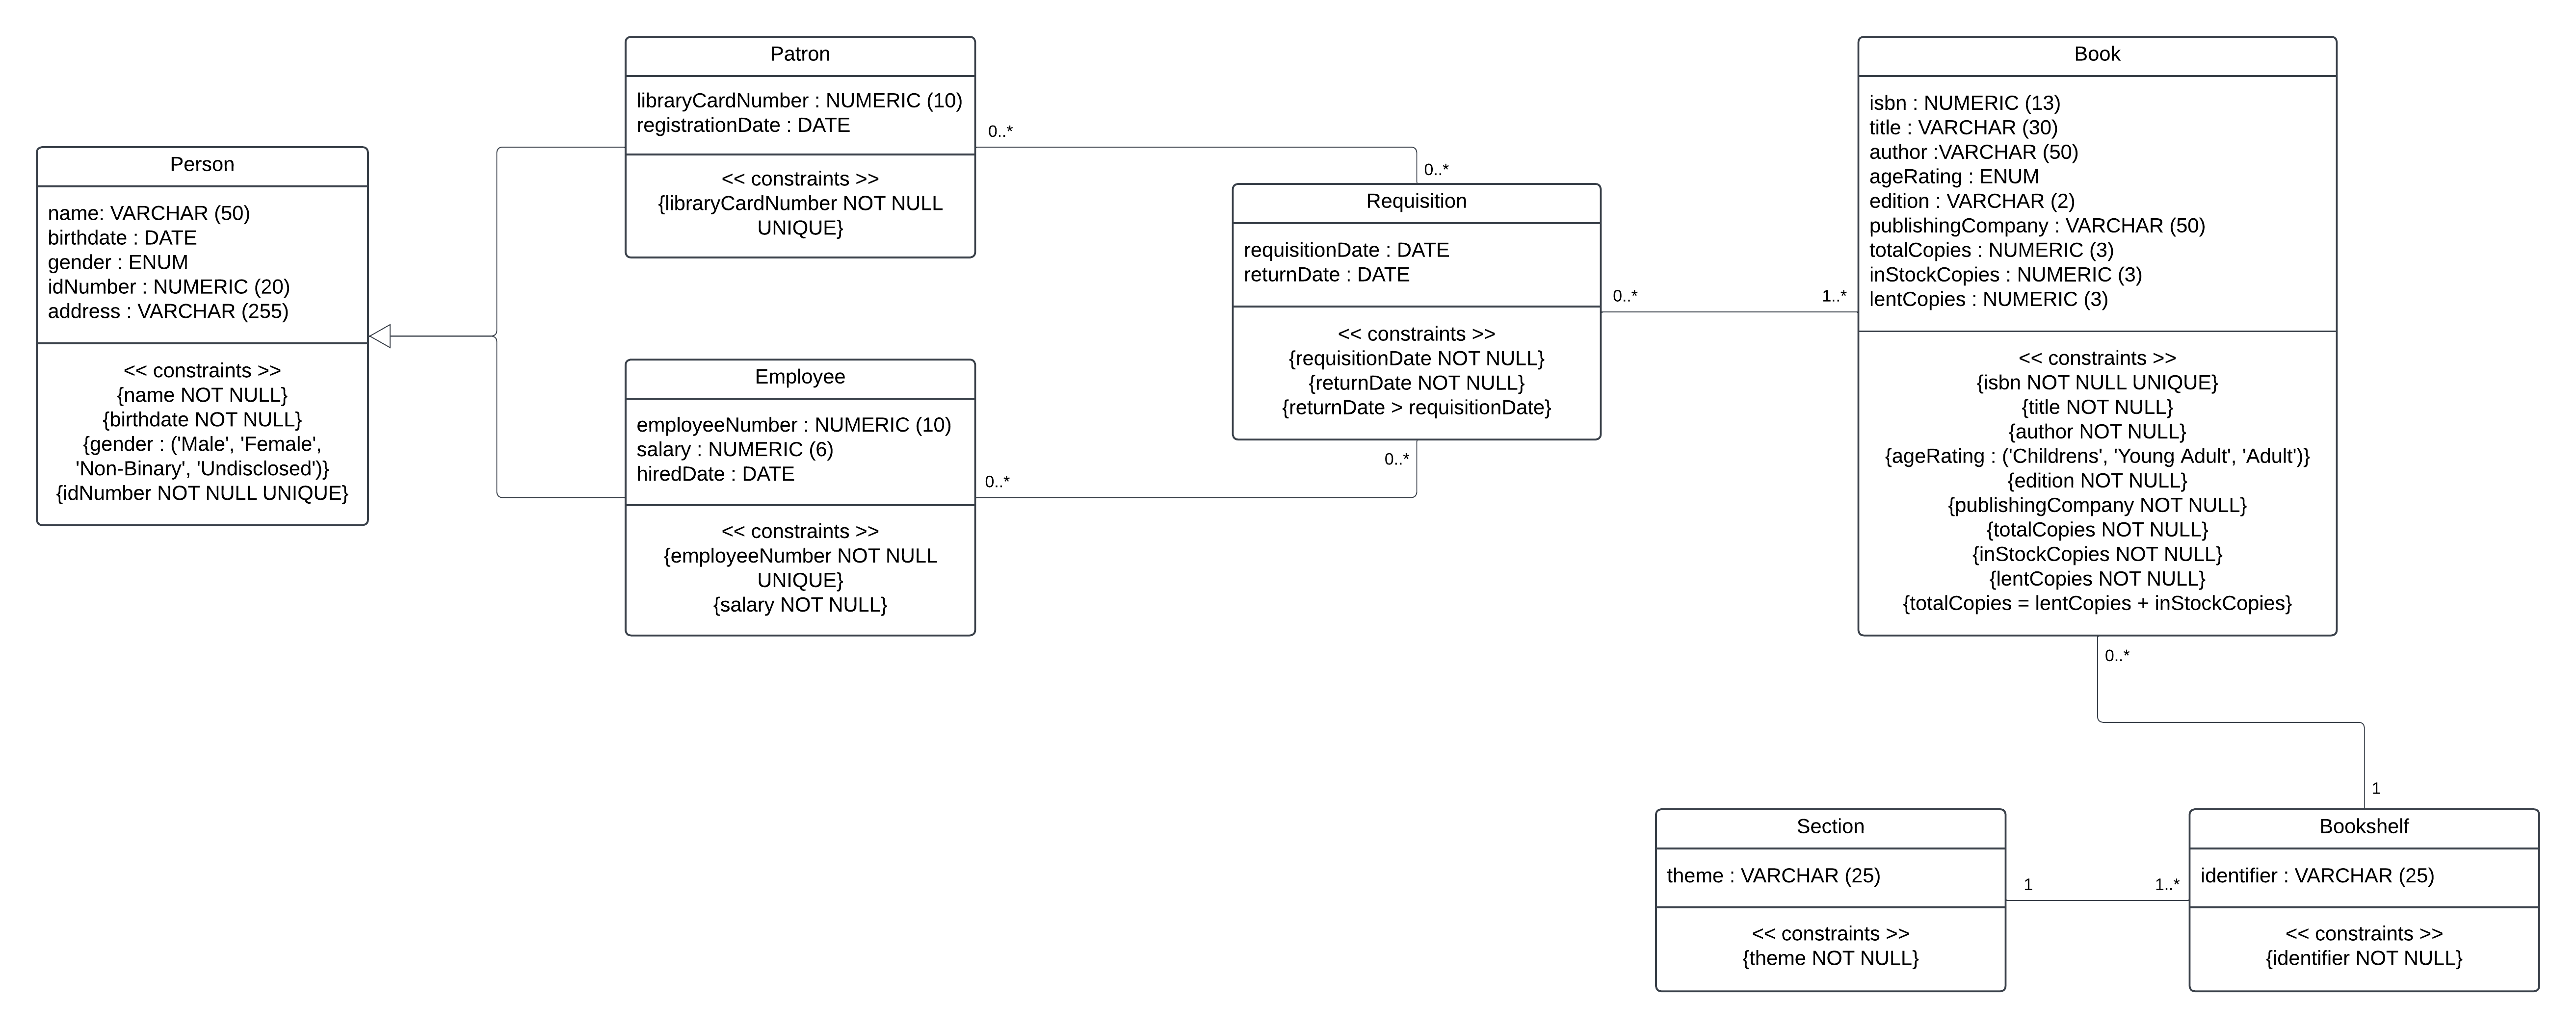 Person
name: VARCHAR (50)
birthdate : DATE
gender : ENUM
idNumber : NUMERIC (20)
address : VARCHAR (255)
<< constraints >>
{name NOT NULL}
{birthdate NOT NULL}
{gender : ('Male', 'Female',
'Non-Binary', 'Undisclosed')}
{idNumber NOT NULL UNIQUE}
Patron
libraryCardNumber : NUMERIC (10)
registrationDate : DATE
<< constraints >>
{libraryCardNumber NOT NULL
UNIQUE}
0..*
0..*
Employee
employeeNumber : NUMERIC (10)
salary : NUMERIC (6)
hiredDate : DATE
<< constraints >>
{employeeNumber NOT NULL
UNIQUE}
{salary NOT NULL}
0..*
0..*
Requisition
requisitionDate : DATE
returnDate : DATE
<< constraints >>
{requisitionDate NOT NULL}
{returnDate NOT NULL}
{returnDate > requisitionDate}
0..*
1..*
Book
isbn : NUMERIC (13)
title : VARCHAR (30)
author :VARCHAR (50)
ageRating : ENUM
edition : VARCHAR (2)
publishingCompany : VARCHAR (50)
totalCopies : NUMERIC (3)
inStockCopies : NUMERIC (3)
lentCopies : NUMERIC (3)
<< constraints >>
{isbn NOT NULL UNIQUE}
{title NOT NULL}
{author NOT NULL}
{ageRating : ('Childrens', 'Young Adult', 'Adult')}
{edition NOT NULL}
{publishingCompany NOT NULL}
{totalCopies NOT NULL}
{inStockCopies NOT NULL}
{lentCopies NOT NULL}
{totalCopies = lentCopies + inStockCopies}
0..*
1
Section
theme : VARCHAR (25)
<< constraints >>
{theme NOT NULL}
1
1..*
Bookshelf
identifier : VARCHAR (25)
<< constraints >>
{identifier NOT NULL}